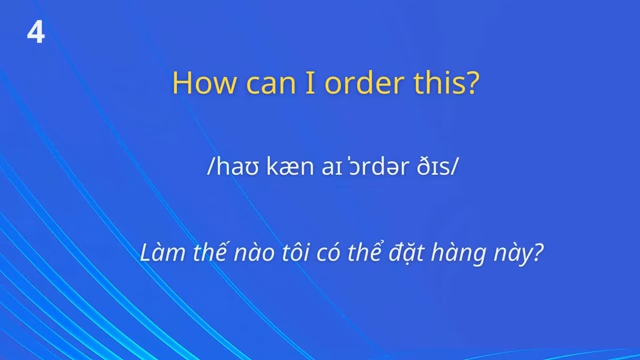 4
How can I order this?
/haʊ kæn aɪ ˈɔrdər ðɪs/
Làm thế nào tôi có thể đặt hàng này?